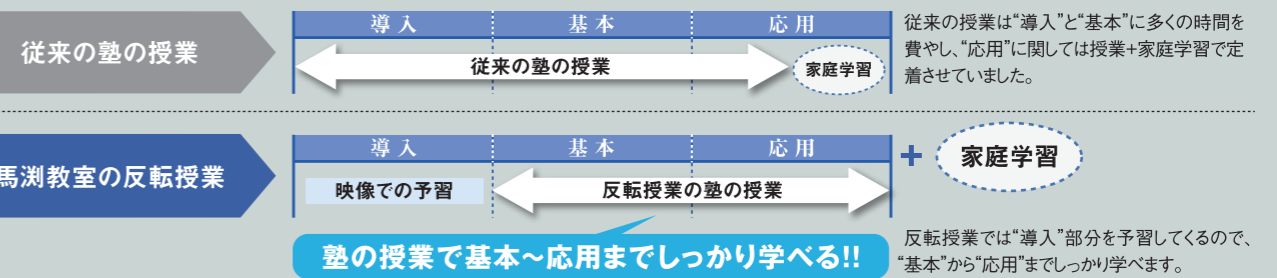 従来の塾の授業
導入 基本 応用
従来の塾の授業
家庭学習
従来の授業は“導入”と“基本”に多くの時間を
費やし、“応用”に関しては授業+家庭学習で定
着させていました。
馬渕教室の反転授業
導入 基本 応用
映像での予習
反転授業の塾の授業
+
家庭学習
塾の授業で基本〜応用までしっかり学べる!!
反転授業では“導入”部分を予習してくるので、
“基本”から“応用”までしっかり学べます。